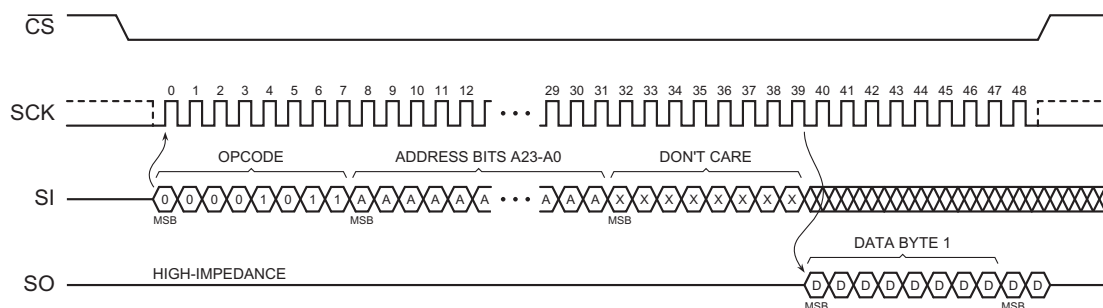 CS
SCK 0 1 2 3 4 5 6 7 8 9 10 11 12 29 30 31 32 33 34 35 36 37 38 39 40 41 42 43 44 45 46 47 48
OPCODE ADDRESS BITS A23-A0 DON'T CARE
SI 0 0 0 0 1 0 1 1 A A A A A A A A A X X X X X X X X
MSB MSB MSB
DATA BYTE 1
SO HIGH-IMPEDANCE D D D D D D D D D D
MSB MSB